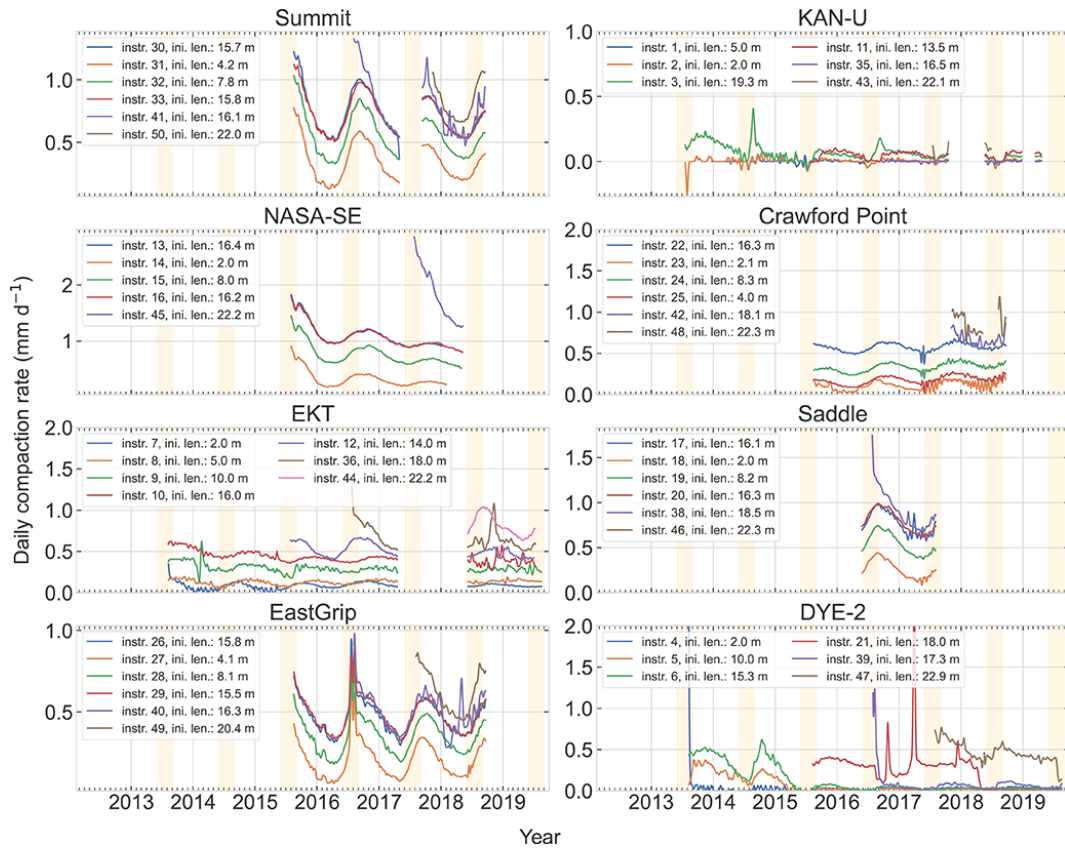 Summit
instr. 30, ini. len.: 15.7 m
instr. 31, ini. len.: 4.2 m
instr. 32, ini. len.: 7.8 m
instr. 33, ini. len.: 15.8 m
instr. 41, ini. len.: 16.1 m
instr. 50, ini. len.: 22.0 m
1.0
0.5
KAN-U
instr. 1, ini. len.: 5.0 m
instr. 2, ini. len.: 2.0 m
instr. 3, ini. len.: 19.3 m
instr. 11, ini. len.: 13.5 m
instr. 35, ini. len.: 16.5 m
instr. 43, ini. len.: 22.1 m
1.0
0.5
0.0
NASA-SE
instr. 13, ini. len.: 16.4 m
instr. 14, ini. len.: 2.0 m
instr. 15, ini. len.: 8.0 m
instr. 16, ini. len.: 16.2 m
instr. 45, ini. len.: 22.2 m
2
1
Crawford Point
instr. 22, ini. len.: 16.3 m
instr. 23, ini. len.: 2.1 m
instr. 24, ini. len.: 8.3 m
instr. 25, ini. len.: 4.0 m
instr. 42, ini. len.: 18.1 m
instr. 48, ini. len.: 22.3 m
2.0
1.5
1.0
0.5
0.0
Daily compaction rate (mm d⁻¹)
EKT
instr. 7, ini. len.: 2.0 m
instr. 8, ini. len.: 5.0 m
instr. 9, ini. len.: 10.0 m
instr. 10, ini. len.: 16.0 m
instr. 12, ini. len.: 14.0 m
instr. 36, ini. len.: 18.0 m
instr. 44, ini. len.: 22.2 m
2.0
1.5
1.0
0.5
0.0
Saddle
instr. 17, ini. len.: 16.1 m
instr. 18, ini. len.: 2.0 m
instr. 19, ini. len.: 8.2 m
instr. 20, ini. len.: 16.3 m
instr. 38, ini. len.: 18.5 m
instr. 46, ini. len.: 22.3 m
1.5
1.0
0.5
0.0
EastGrip
instr. 26, ini. len.: 15.8 m
instr. 27, ini. len.: 4.1 m
instr. 28, ini. len.: 8.1 m
instr. 29, ini. len.: 15.5 m
instr. 40, ini. len.: 16.3 m
instr. 49, ini. len.: 20.4 m
1.0
0.5
2013 2014 2015 2016 2017 2018 2019
DYE-2
instr. 4, ini. len.: 2.0 m
instr. 5, ini. len.: 10.0 m
instr. 6, ini. len.: 15.3 m
instr. 21, ini. len.: 18.0 m
instr. 39, ini. len.: 17.3 m
instr. 47, ini. len.: 22.9 m
2.0
1.5
1.0
0.5
0.0
2013 2014 2015 2016 2017 2018 2019
Year